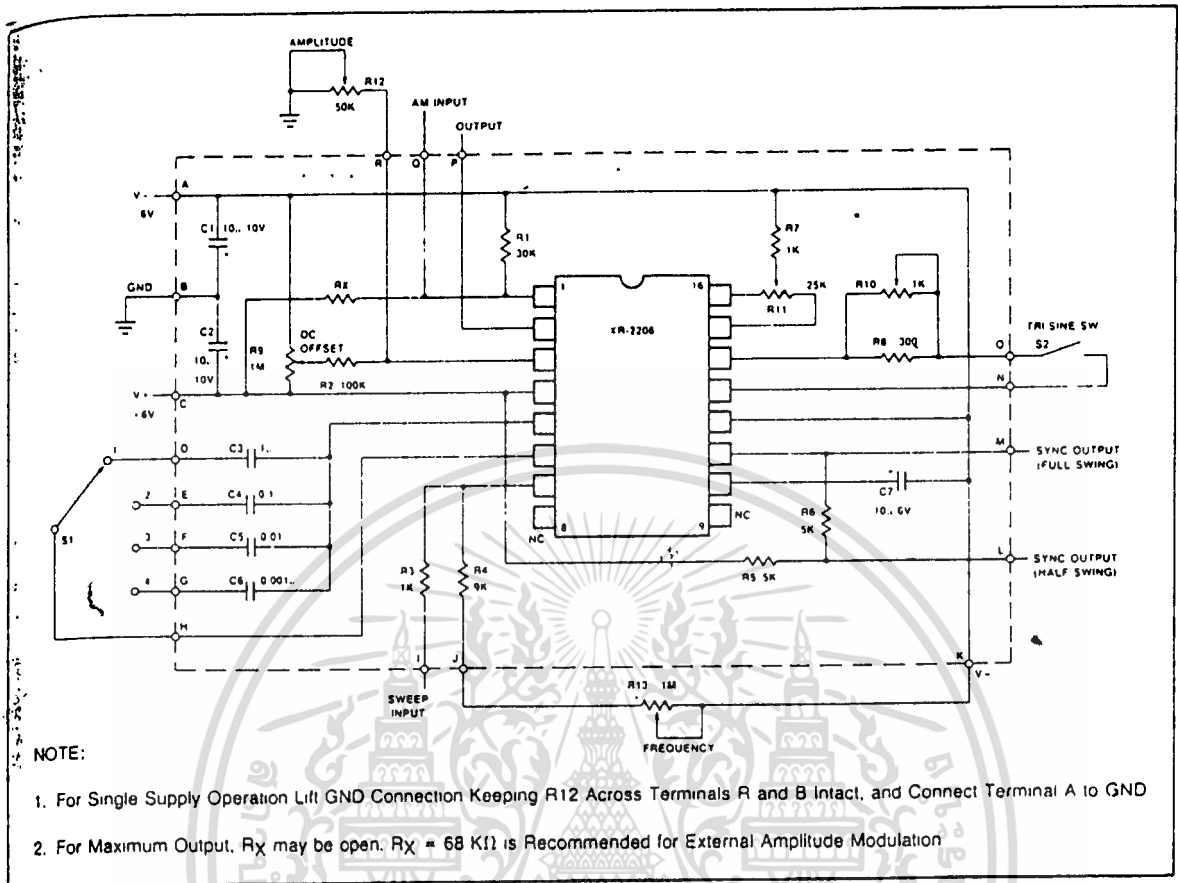 AMPLITUDE
R12
50K
AM INPUT
OUTPUT
R
Q
P
V -
6V
A
C1 10.. 10V
R1
30K
R7
1K
GND
B
RX
1
16
25K
R11
R10
1K
XR-2206
C2
10..
10V
R9
1M
DC
OFFSET
R2 100K
R8 300
TRI SINE SW
S2
O
N
V +
6V
C
M
SYNC OUTPUT
(FULL SWING)
1
D
C3
1..
2
E
C4
0.1
3
F
C5
0.01
4
G
C6
0.001..
S1
H
C7
10.. 6V
R6
5K
8
NC
9
NC
R3
1K
R4
9K
R5 5K
L
SYNC OUTPUT
(HALF SWING)
I
J
K
V -
SWEEP
INPUT
R13 1M
FREQUENCY
NOTE:
1. For Single Supply Operation Lift GND Connection Keeping R12 Across Terminals R and B Intact, and Connect Terminal A to GND
2. For Maximum Output, RX may be open. RX = 68 KΩ is Recommended for External Amplitude Modulation